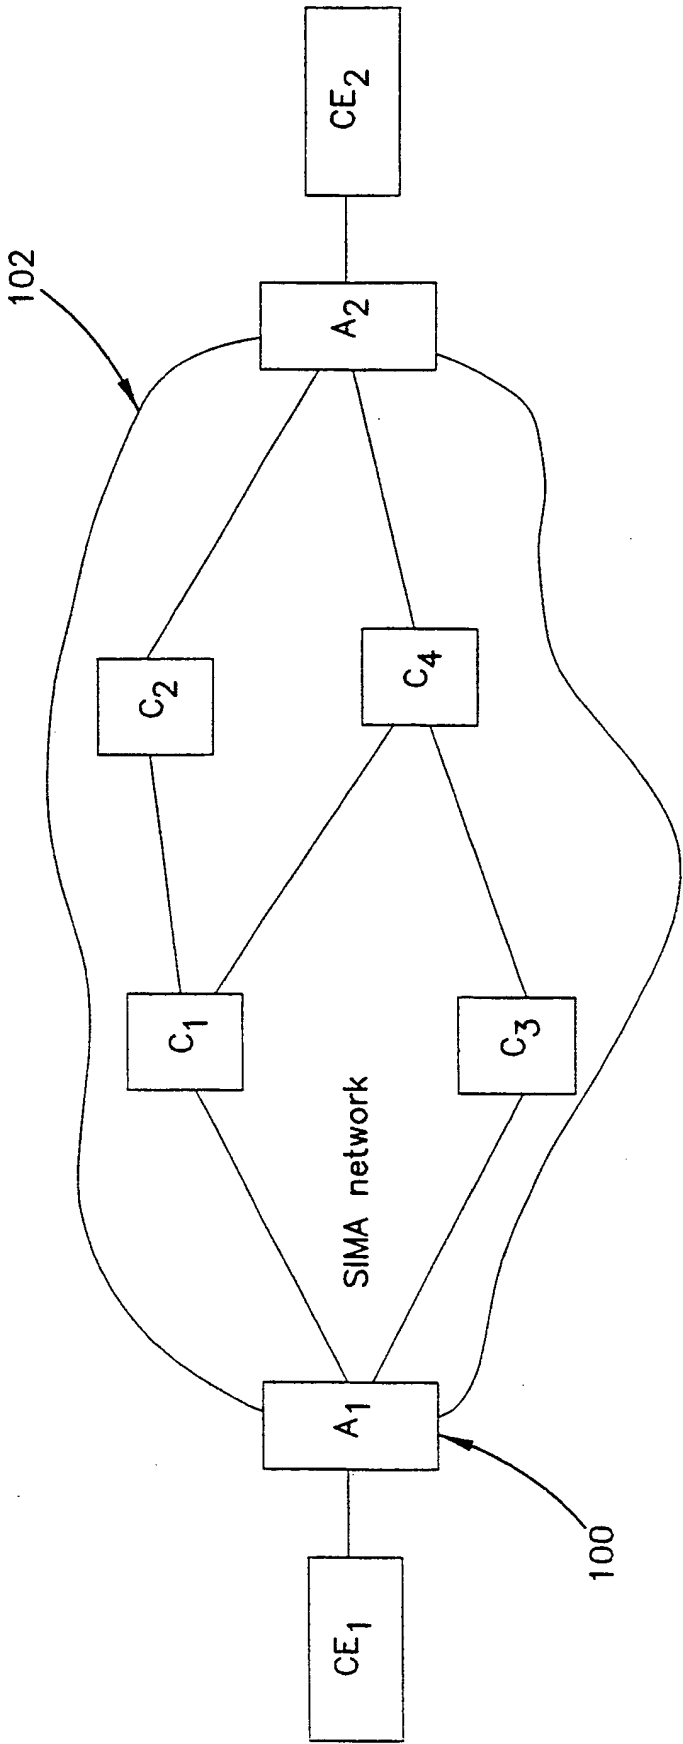 102
C₂
C₁
CE₂
A₂
C₄
SIMA network
A₁
C₃
CE₁
100